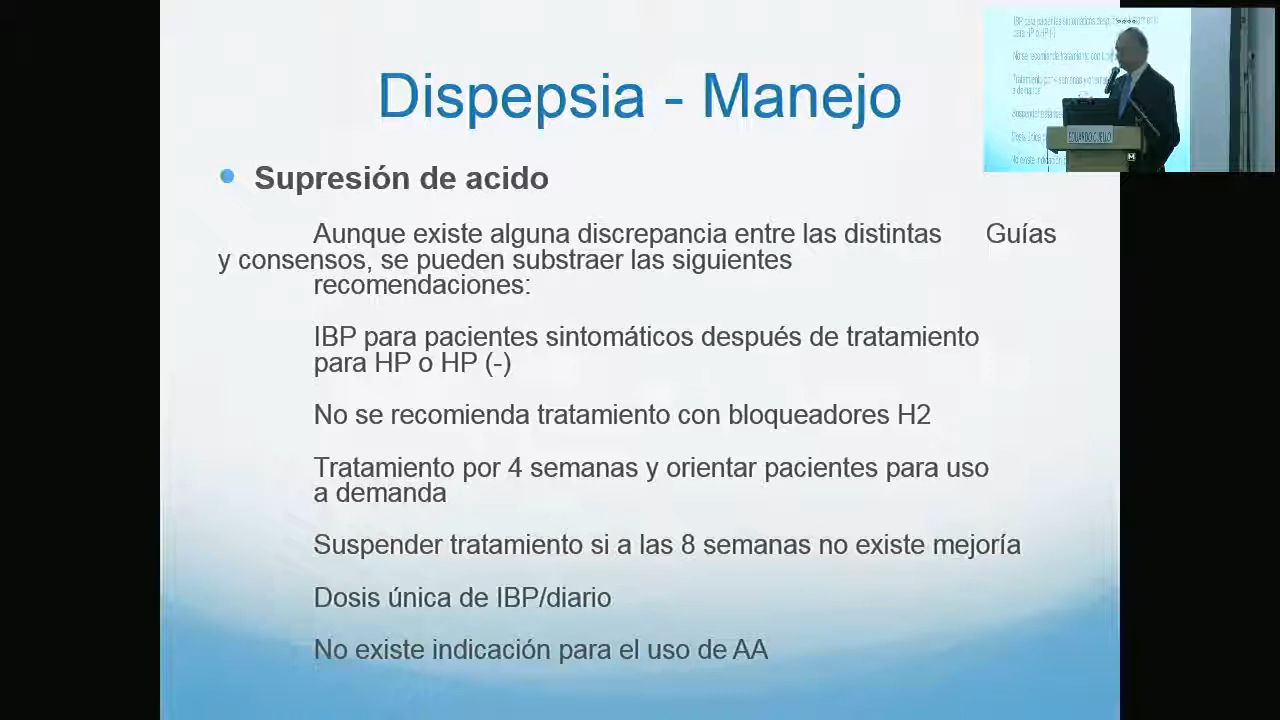 Dispepsia - Manejo
Supresión de acido
Aunque existe alguna discrepancia entre las distintas Guías
y consensos, se pueden substraer las siguientes
recomendaciones:
IBP para pacientes sintomáticos después de tratamiento
para HP o HP (-)
No se recomienda tratamiento con bloqueadores H2
Tratamiento por 4 semanas y orientar pacientes para uso
a demanda
Suspender tratamiento si a las 8 semanas no existe mejoría
Dosis única de IBP/diario
No existe indicación para el uso de AA